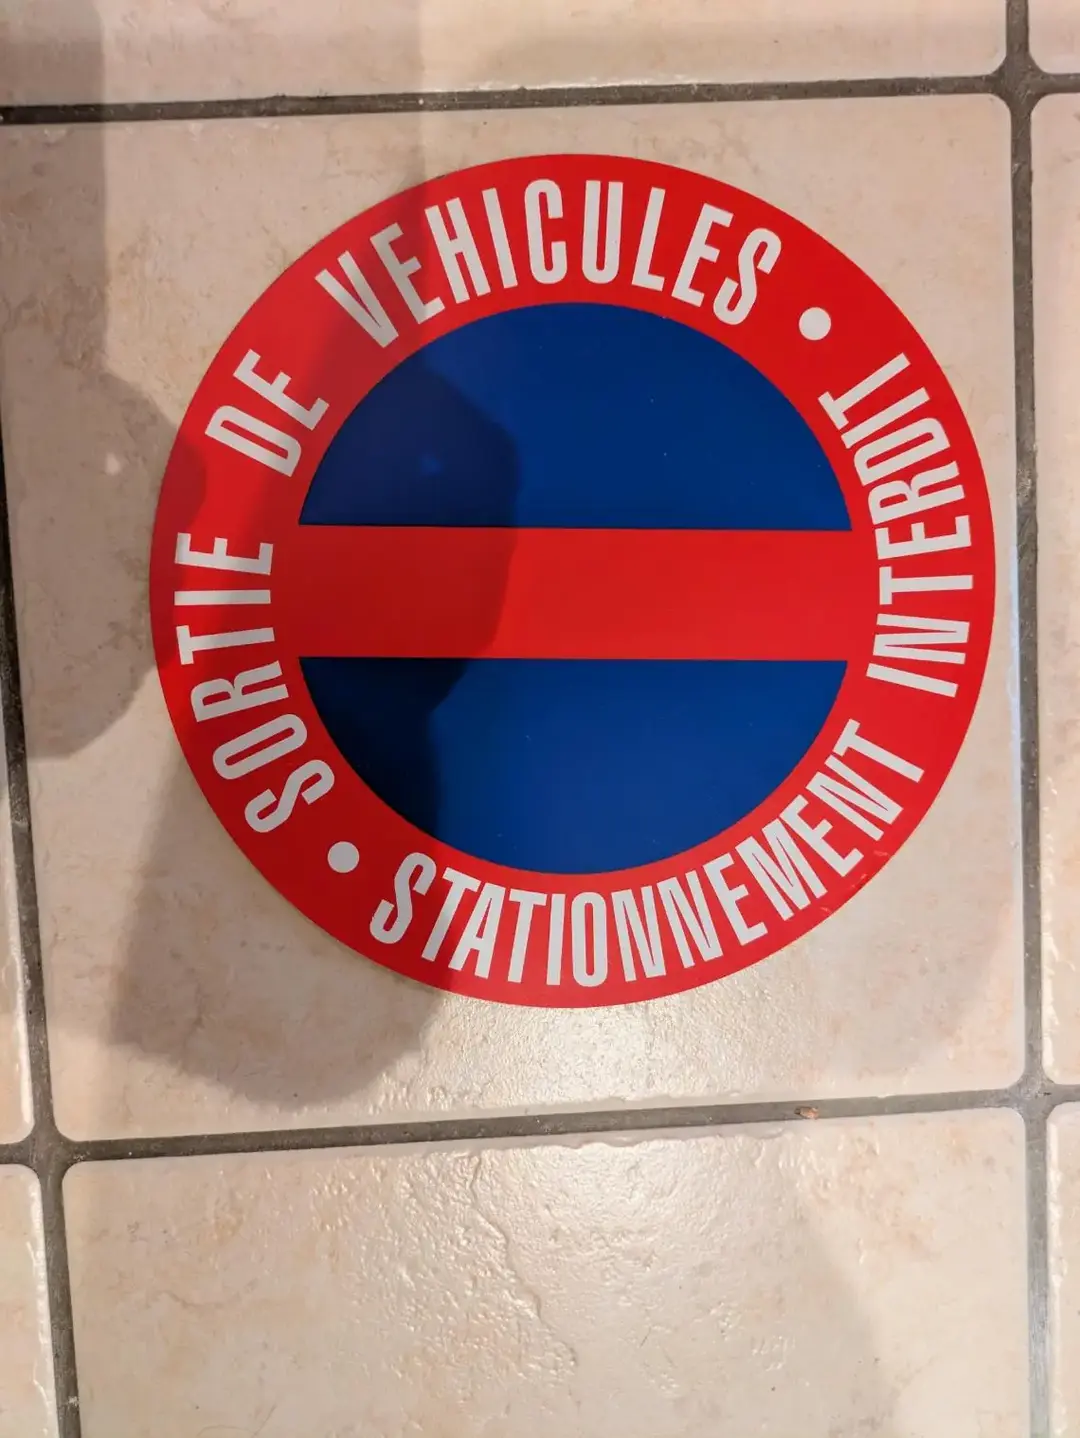 SORTIE DE VEHICULES •
STATIONNEMENT INTERDIT •